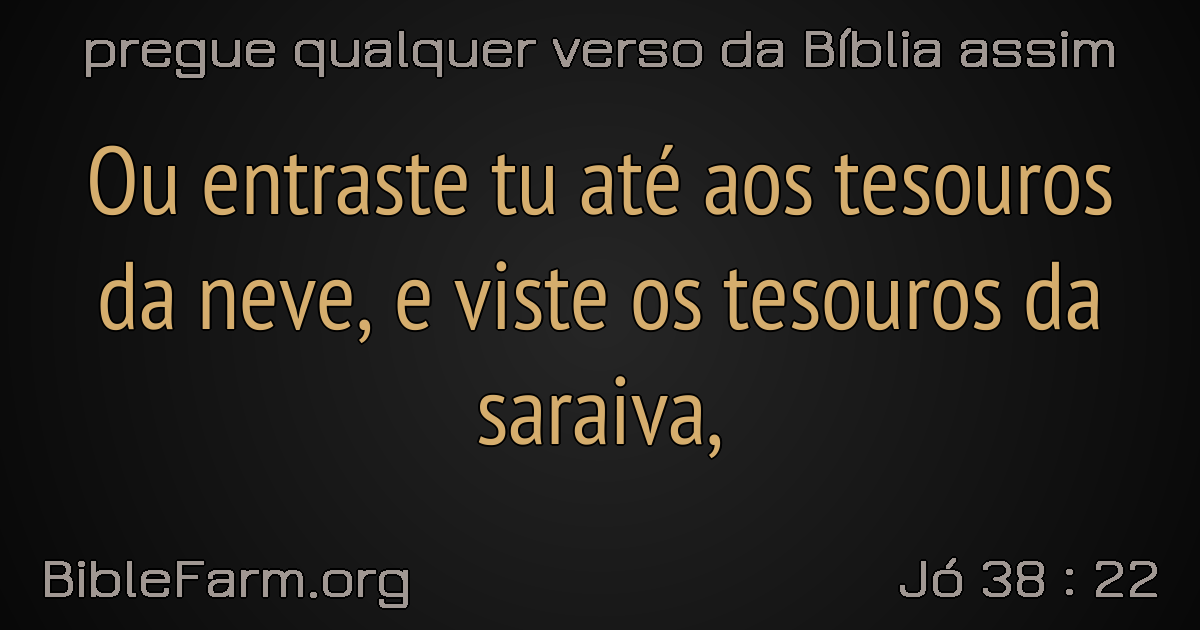 pregue qualquer verso da Bíblia assim
Ou entraste tu até aos tesouros
da neve, e viste os tesouros da
saraiva,
BibleFarm.org
Jó 38 : 22